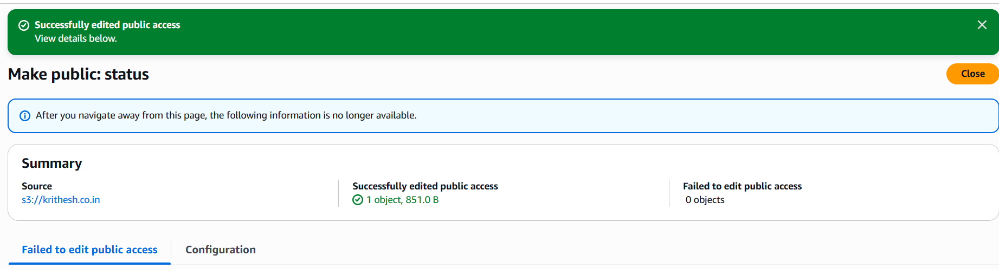 Successfully edited public access
View details below.
Make public: status
Close
After you navigate away from this page, the following information is no longer available.
Summary
Source
s3://krithesh.co.in
Successfully edited public access
1 object, 851.0 B
Failed to edit public access
0 objects
Failed to edit public access
Configuration